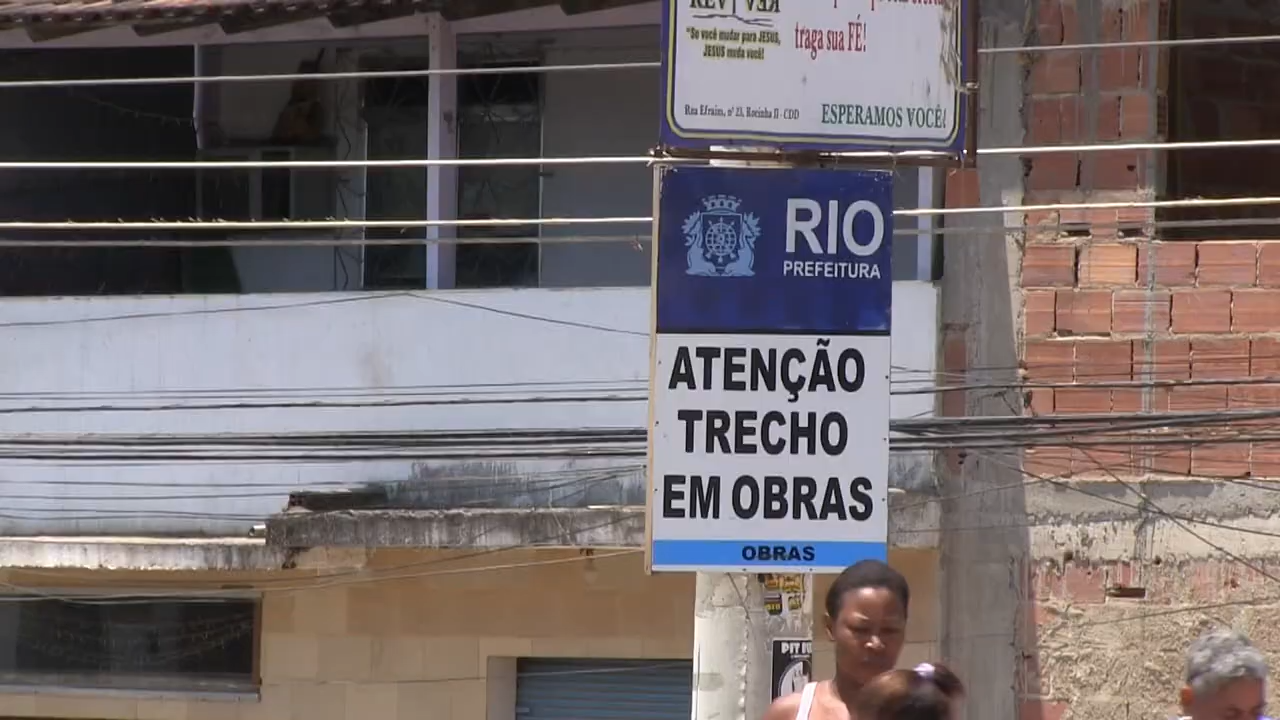 traga sua FÉ!
"Se você mudar para JESUS,
JESUS muda você!"
Rua Efraim, nº 23, Rocinha II - CDD
ESPERAMOS VOCÊ!
RIO
PREFEITURA
ATENÇÃO
TRECHO
EM OBRAS
OBRAS